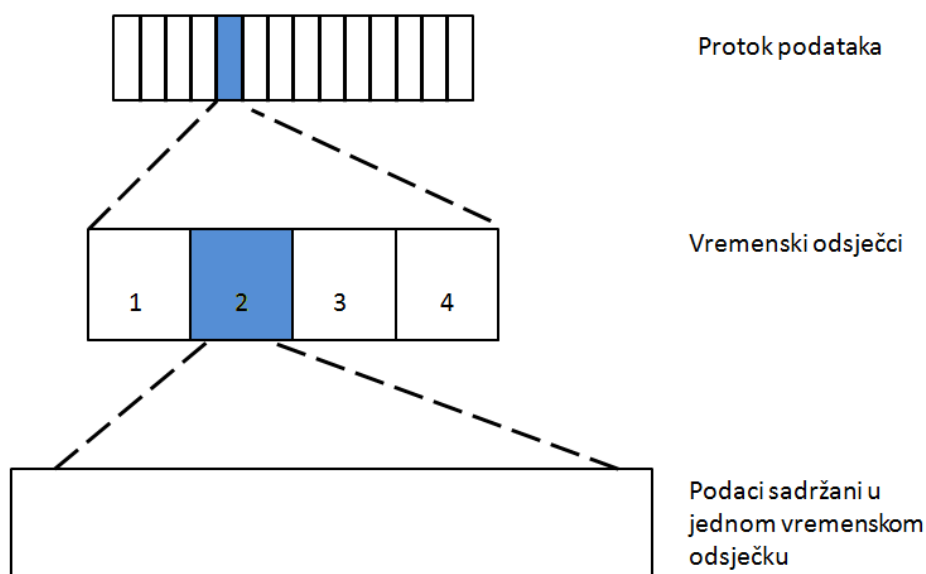 Protok podataka
Vremenski odsječci
1 2 3 4
Podaci sadržani u
jednom vremenskom
odsječku